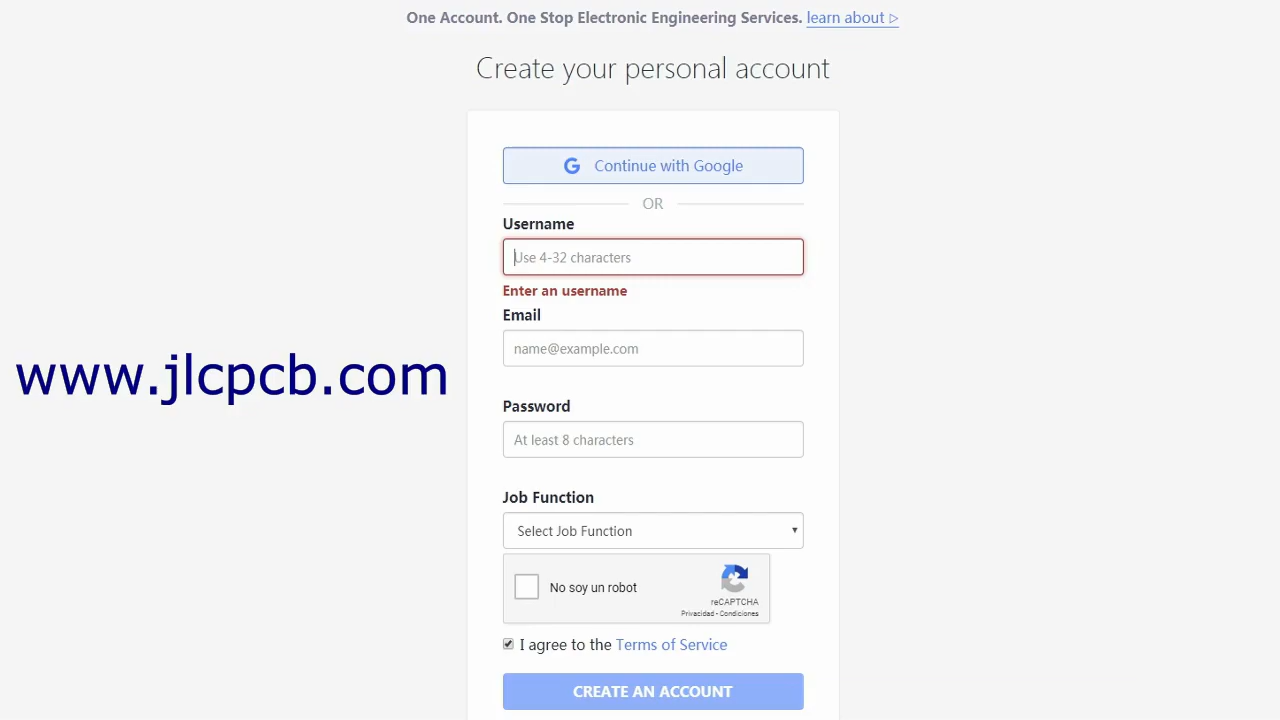 One Account. One Stop Electronic Engineering Services. learn about ▷
Create your personal account
G Continue with Google
OR
Username
Use 4-32 characters
Enter an username
Email
name@example.com
www.jlcpcb.com
Password
At least 8 characters
Job Function
Select Job Function
No soy un robot
reCAPTCHA
Privacidad - Condiciones
I agree to the Terms of Service
CREATE AN ACCOUNT